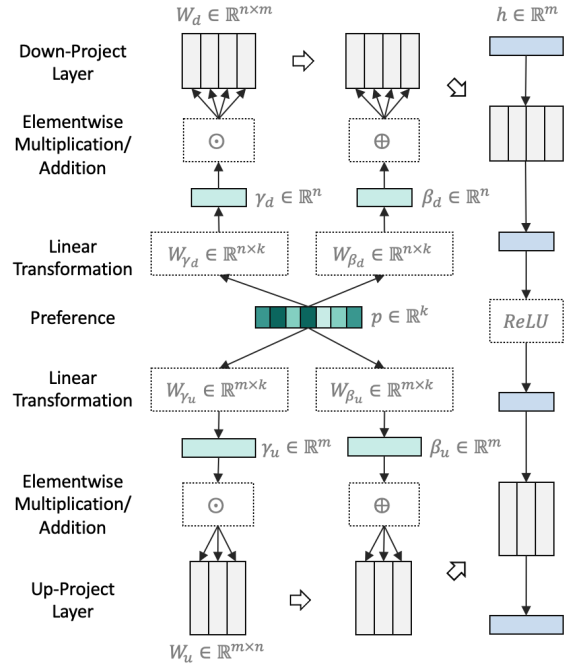 W_d ∈ ℝ^{n×m}
h ∈ ℝ^m
Down-Project
Layer
Elementwise
Multiplication/
Addition
⊙
⊕
γ_d ∈ ℝ^n
β_d ∈ ℝ^n
Linear
Transformation
W_{γ_d} ∈ ℝ^{n×k}
W_{β_d} ∈ ℝ^{n×k}
Preference
p ∈ ℝ^k
ReLU
Linear
Transformation
W_{γ_u} ∈ ℝ^{m×k}
W_{β_u} ∈ ℝ^{m×k}
γ_u ∈ ℝ^m
β_u ∈ ℝ^m
Elementwise
Multiplication/
Addition
⊙
⊕
Up-Project
Layer
W_u ∈ ℝ^{m×n}